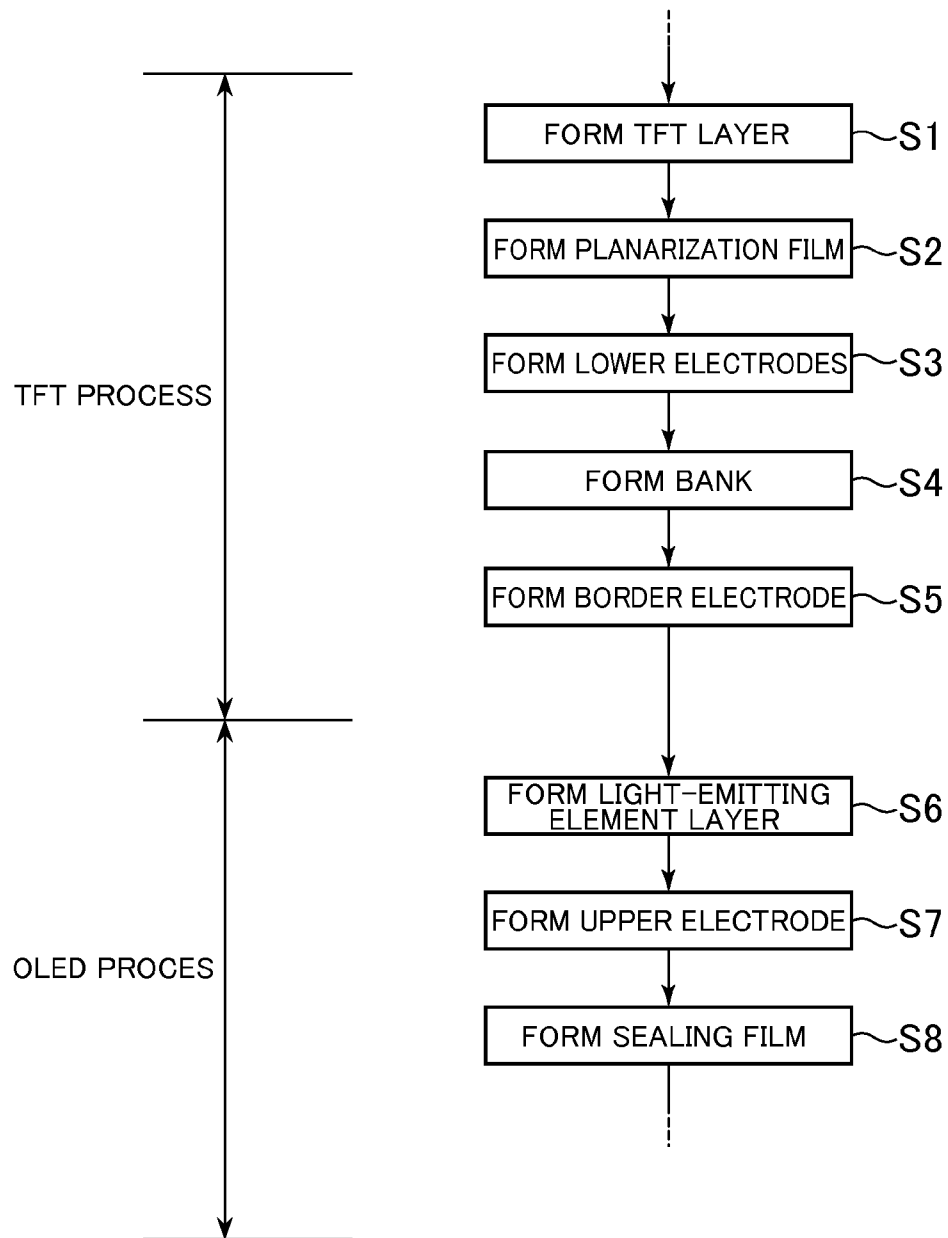 FORM TFT LAYER
S1
FORM PLANARIZATION FILM
S2
FORM LOWER ELECTRODES
S3
TFT PROCESS
FORM BANK
S4
FORM BORDER ELECTRODE
S5
FORM LIGHT-EMITTING
ELEMENT LAYER
S6
FORM UPPER ELECTRODE
S7
OLED PROCES
FORM SEALING FILM
S8